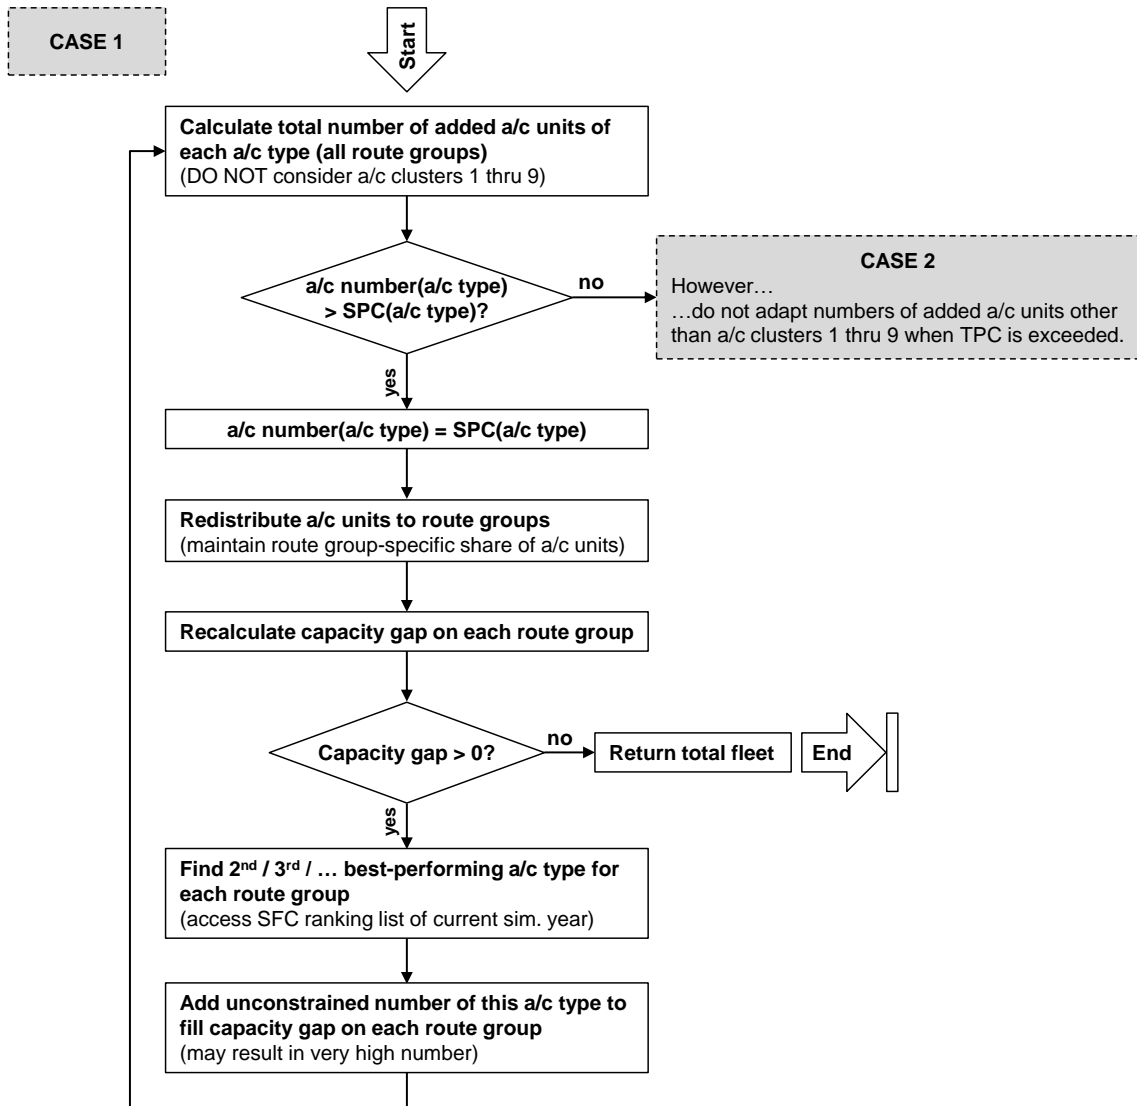 CASE 1
Start
Calculate total number of added a/c units of
each a/c type (all route groups)
(DO NOT consider a/c clusters 1 thru 9)
a/c number(a/c type)
> SPC(a/c type)?
no
CASE 2
However…
…do not adapt numbers of added a/c units other
than a/c clusters 1 thru 9 when TPC is exceeded.
yes
a/c number(a/c type) = SPC(a/c type)
Redistribute a/c units to route groups
(maintain route group-specific share of a/c units)
Recalculate capacity gap on each route group
Capacity gap > 0?
no
Return total fleet
End
yes
Find 2nd / 3rd / … best-performing a/c type for
each route group
(access SFC ranking list of current sim. year)
Add unconstrained number of this a/c type to
fill capacity gap on each route group
(may result in very high number)